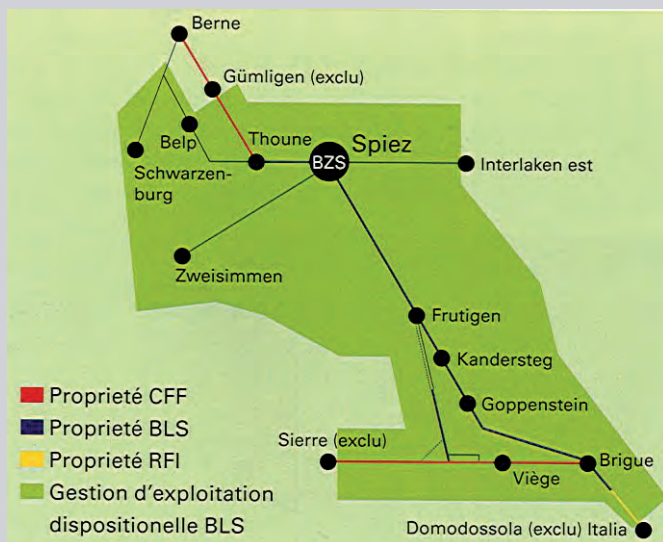 Berne
Gümligen (exclu)
Belp
Thoune
Spiez
BZS
Schwarzen-
burg
Interlaken est
Zweisimmen
Frutigen
Kandersteg
Goppenstein
Proprieté CFF
Proprieté BLS
Proprieté RFI
Gestion d'exploitation
dispositionelle BLS
Sierre (exclu)
Viège
Brigue
Domodossola (exclu) Italia